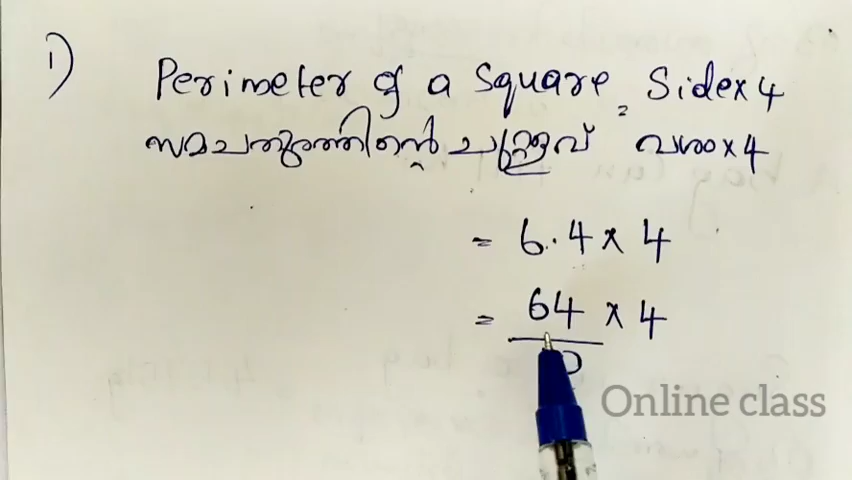 1) Perimeter of a Square = Side x 4
സമചതുരത്തിന്റെ ചുറ്റളവ് വശം x 4
= 6.4 x 4
= 64 x 4
Online class